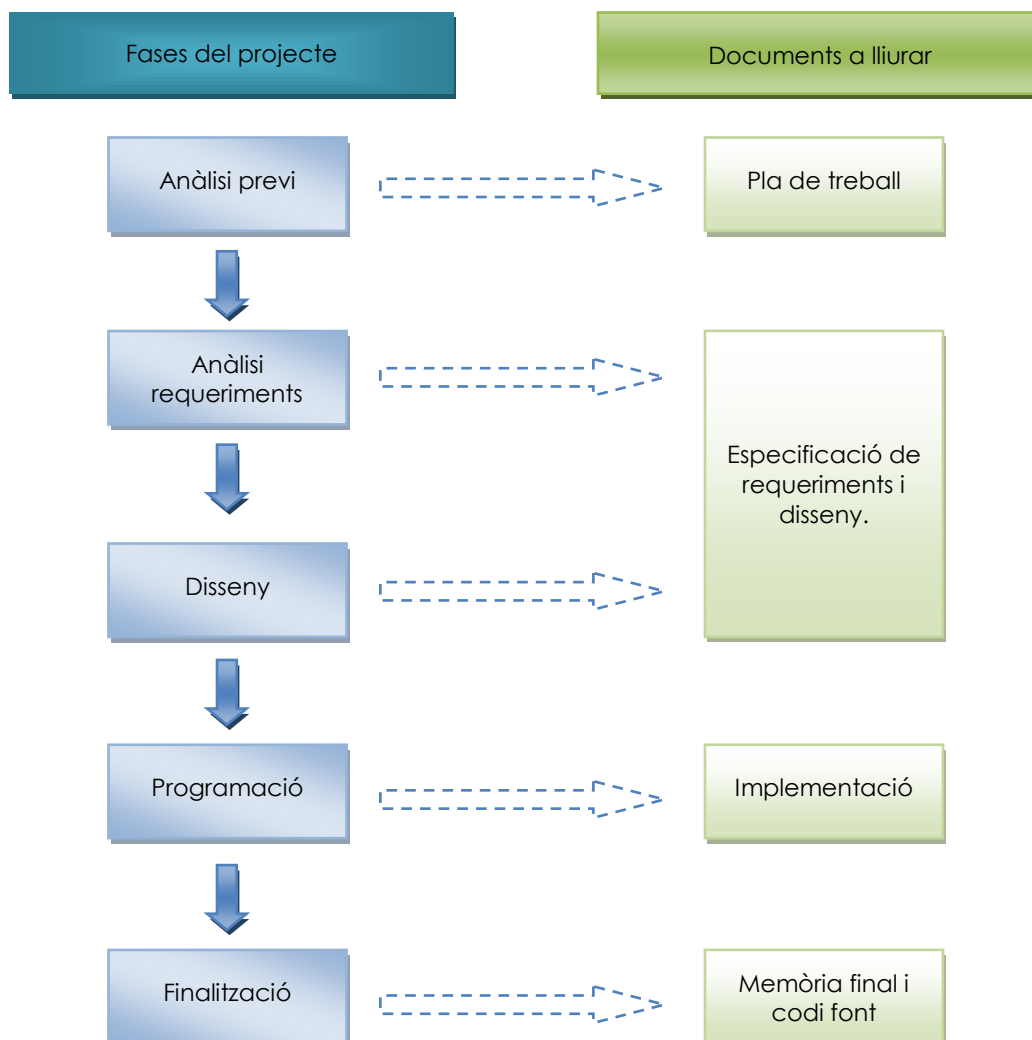 Fases del projecte
Documents a lliurar
Anàlisi previ
Pla de treball
Anàlisi
requeriments
Especificació de
requeriments i
disseny.
Disseny
Programació
Implementació
Finalització
Memòria final i
codi font